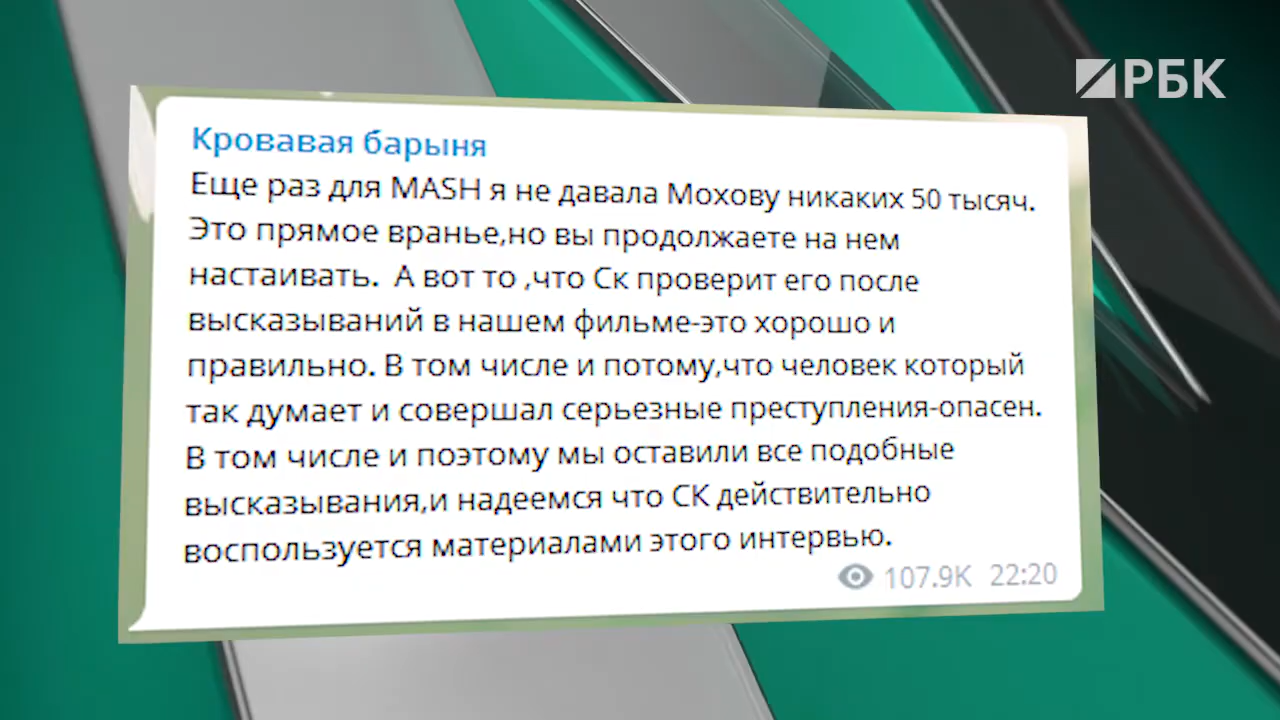 РБК
Кровавая барыня
Еще раз для MASH я не давала Мохову никаких 50 тысяч.
Это прямое вранье,но вы продолжаете на нем
настаивать. А вот то ,что Ск проверит его после
высказываний в нашем фильме-это хорошо и
правильно. В том числе и потому,что человек который
так думает и совершал серьезные преступления-опасен.
В том числе и поэтому мы оставили все подобные
высказывания,и надеемся что СК действительно
воспользуется материалами этого интервью.
107.9K 22:20